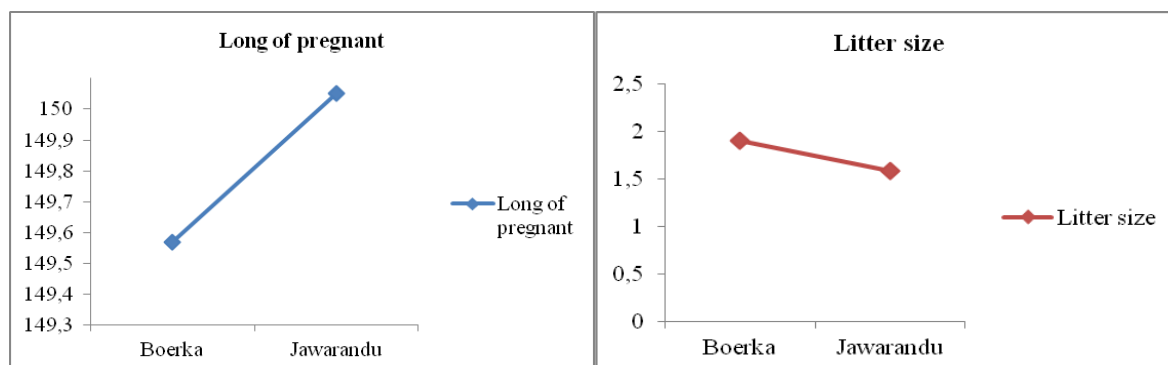 Long of pregnant
150
149,9
149,8
149,7
149,6
149,5
149,4
149,3
Boerka Jawarandu
Long of
pregnant
Litter size
2,5
2
1,5
1
0,5
0
Boerka Jawarandu
Litter size